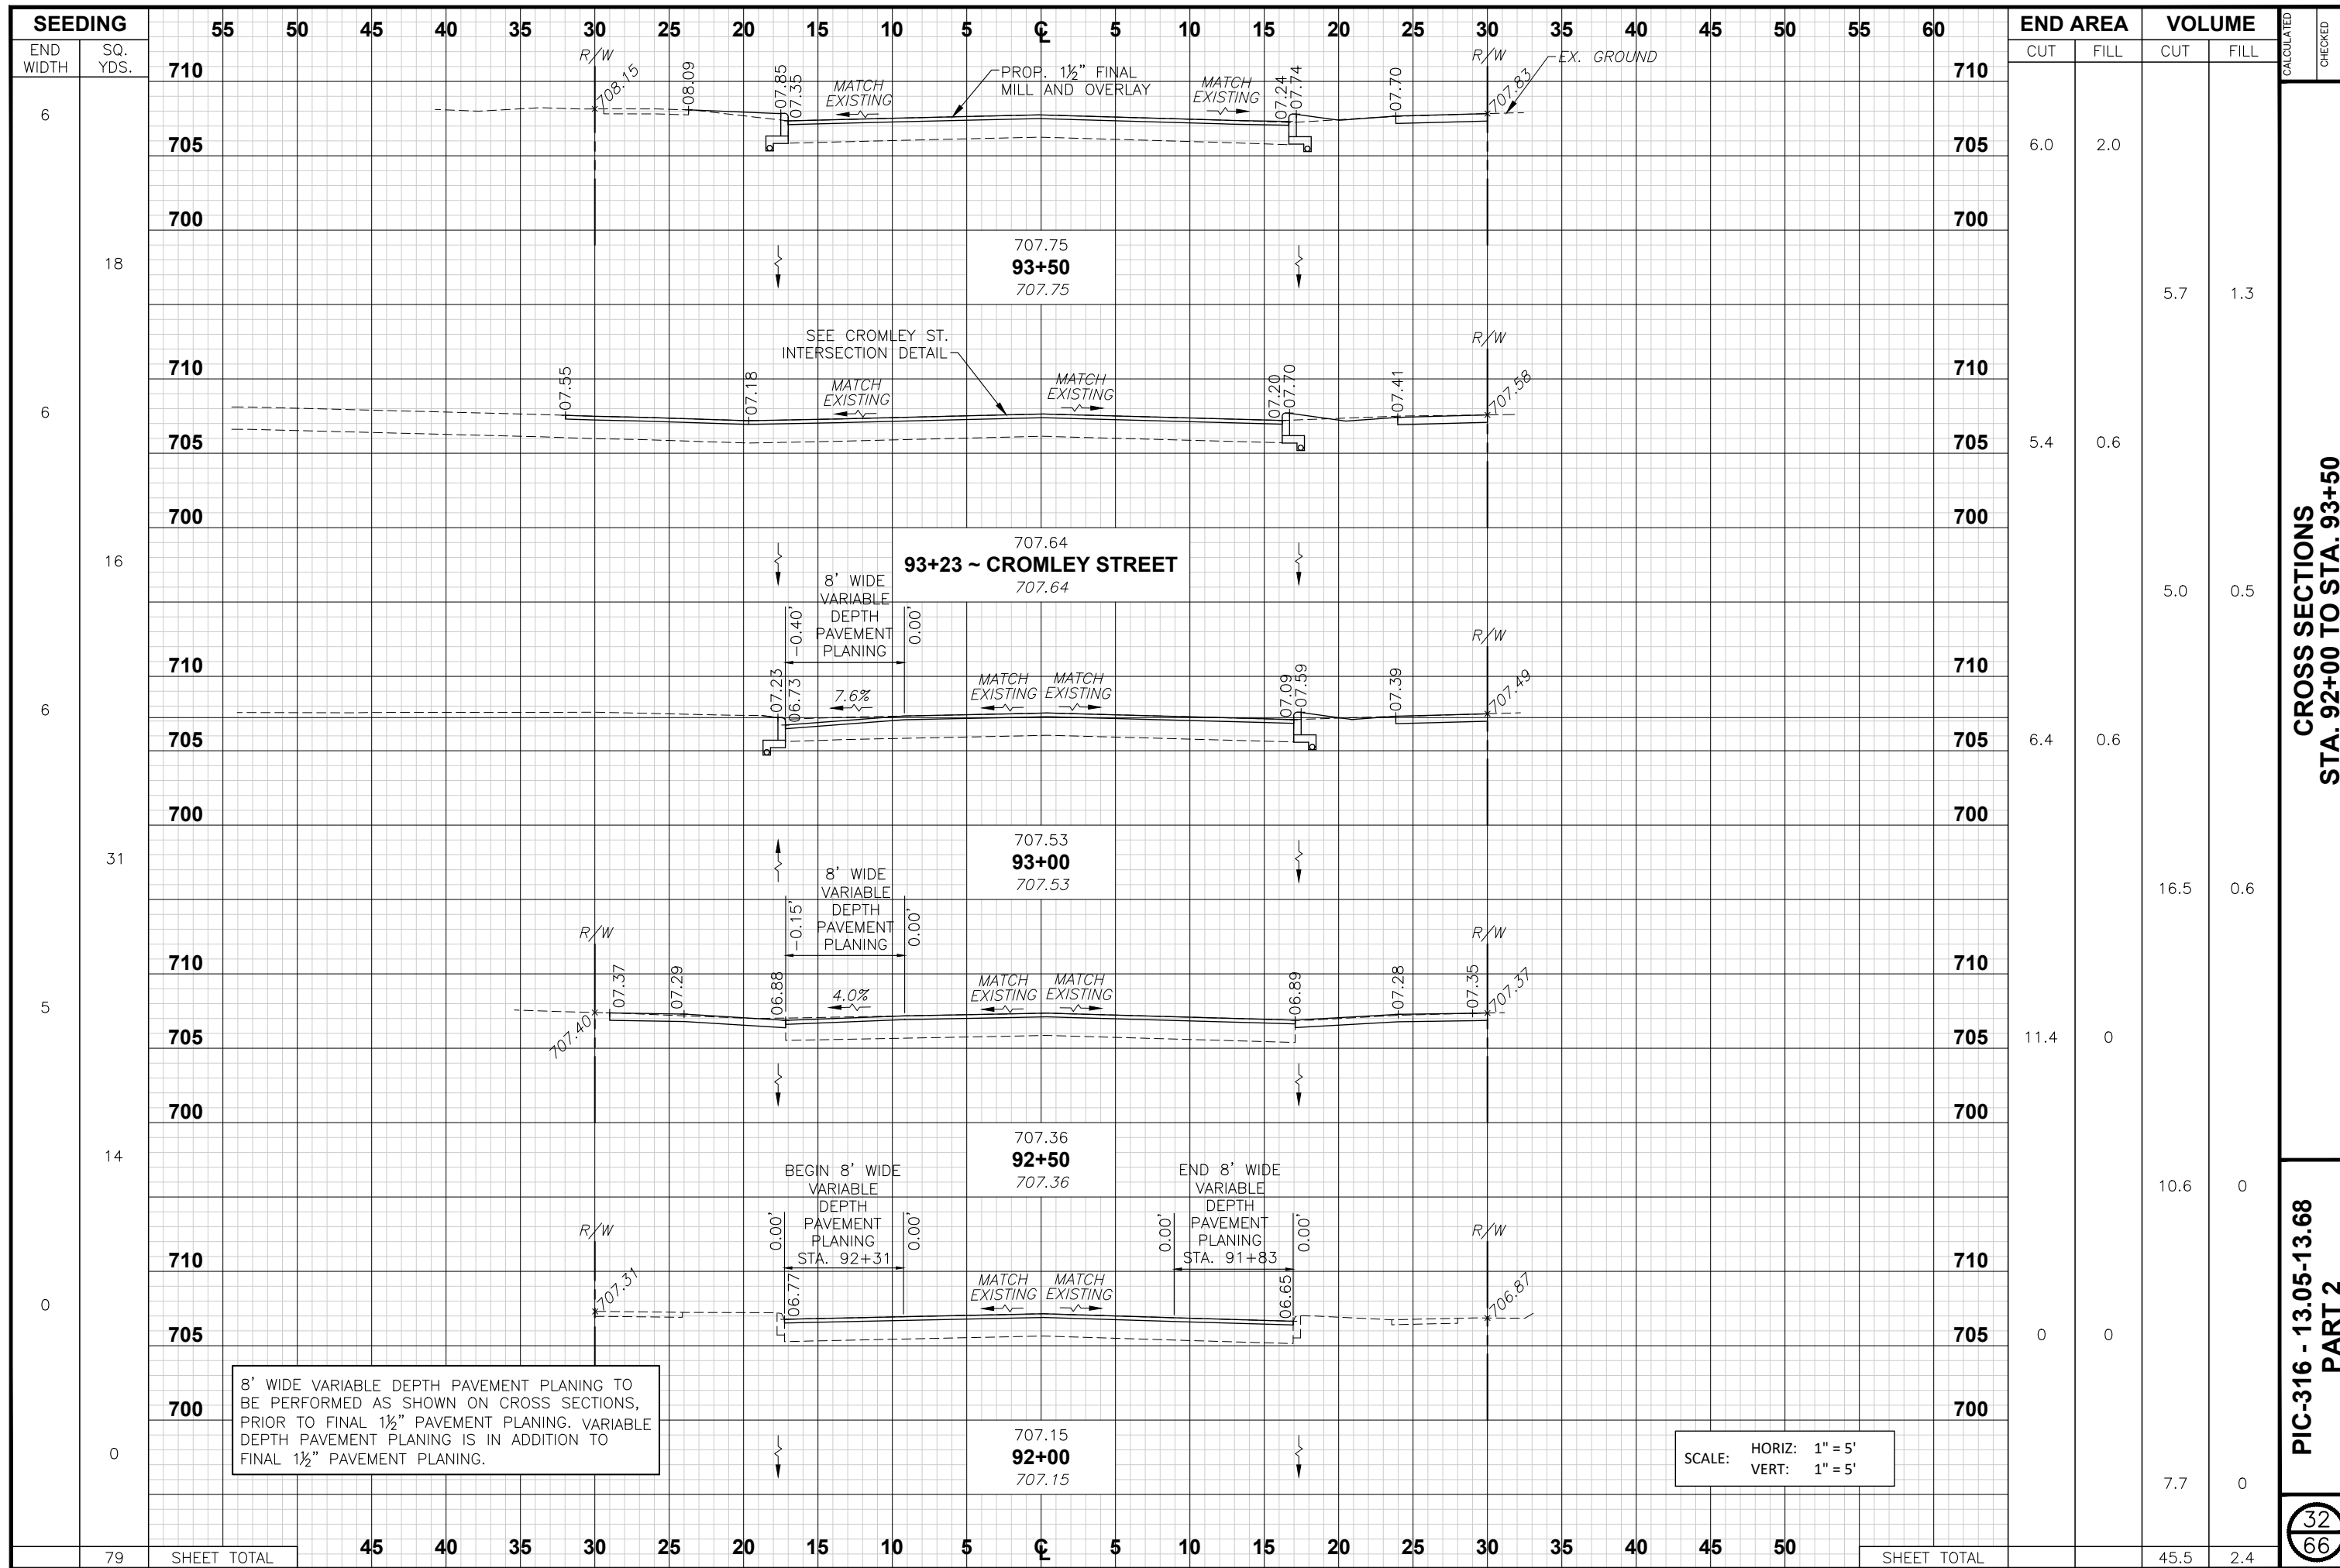 SEEDING
END WIDTH
SQ. YDS.
55 50 45 40 35 30 25 20 15 10 5 ℄ 5 10 15 20 25 30 35 40 45 50 55 60
END AREA
VOLUME
CUT FILL CUT FILL
CALCULATED
CHECKED
R/W
R/W
EX. GROUND
710
710
708.15
08.09
07.85
07.35
MATCH
EXISTING
PROP. 1½" FINAL
MILL AND OVERLAY
MATCH
EXISTING
07.24
07.74
07.70
707.83
6
705
705
6.0 2.0
700
700
707.75
93+50
707.75
18
5.7 1.3
SEE CROMLEY ST.
INTERSECTION DETAIL
R/W
710
710
07.55
07.18
MATCH
EXISTING
MATCH
EXISTING
07.20
07.70
07.41
707.58
6
705
705
5.4 0.6
700
700
707.64
93+23 ~ CROMLEY STREET
707.64
16
5.0 0.5
8' WIDE
VARIABLE
DEPTH
PAVEMENT
PLANING
-0.40'
0.00'
R/W
710
710
07.23
06.73
7.6%
MATCH
EXISTING
MATCH
EXISTING
07.09
07.59
07.39
707.49
6
705
705
6.4 0.6
700
700
707.53
93+00
707.53
31
16.5 0.6
8' WIDE
VARIABLE
DEPTH
PAVEMENT
PLANING
-0.15'
0.00'
R/W
R/W
710
710
707.40
07.37
07.29
06.88
4.0%
MATCH
EXISTING
MATCH
EXISTING
06.89
07.28
07.35
707.37
5
705
705
11.4 0
700
700
707.36
92+50
707.36
14
10.6 0
BEGIN 8' WIDE
VARIABLE
DEPTH
PAVEMENT
PLANING
STA. 92+31
0.00'
0.00'
END 8' WIDE
VARIABLE
DEPTH
PAVEMENT
PLANING
STA. 91+83
0.00'
0.00'
R/W
R/W
710
710
707.31
06.77
MATCH
EXISTING
MATCH
EXISTING
06.65
706.87
0
705
705
0 0
700
700
8' WIDE VARIABLE DEPTH PAVEMENT PLANING TO
BE PERFORMED AS SHOWN ON CROSS SECTIONS,
PRIOR TO FINAL 1½" PAVEMENT PLANING. VARIABLE
DEPTH PAVEMENT PLANING IS IN ADDITION TO
FINAL 1½" PAVEMENT PLANING.
707.15
92+00
707.15
0
7.7 0
SCALE: HORIZ: 1" = 5'
VERT: 1" = 5'
45 40 35 30 25 20 15 10 5 ℄ 5 10 15 20 25 30 35 40 45 50
79 SHEET TOTAL
SHEET TOTAL 45.5 2.4
CROSS SECTIONS
STA. 92+00 TO STA. 93+50
PIC-316 - 13.05-13.68
PART 2
32
66